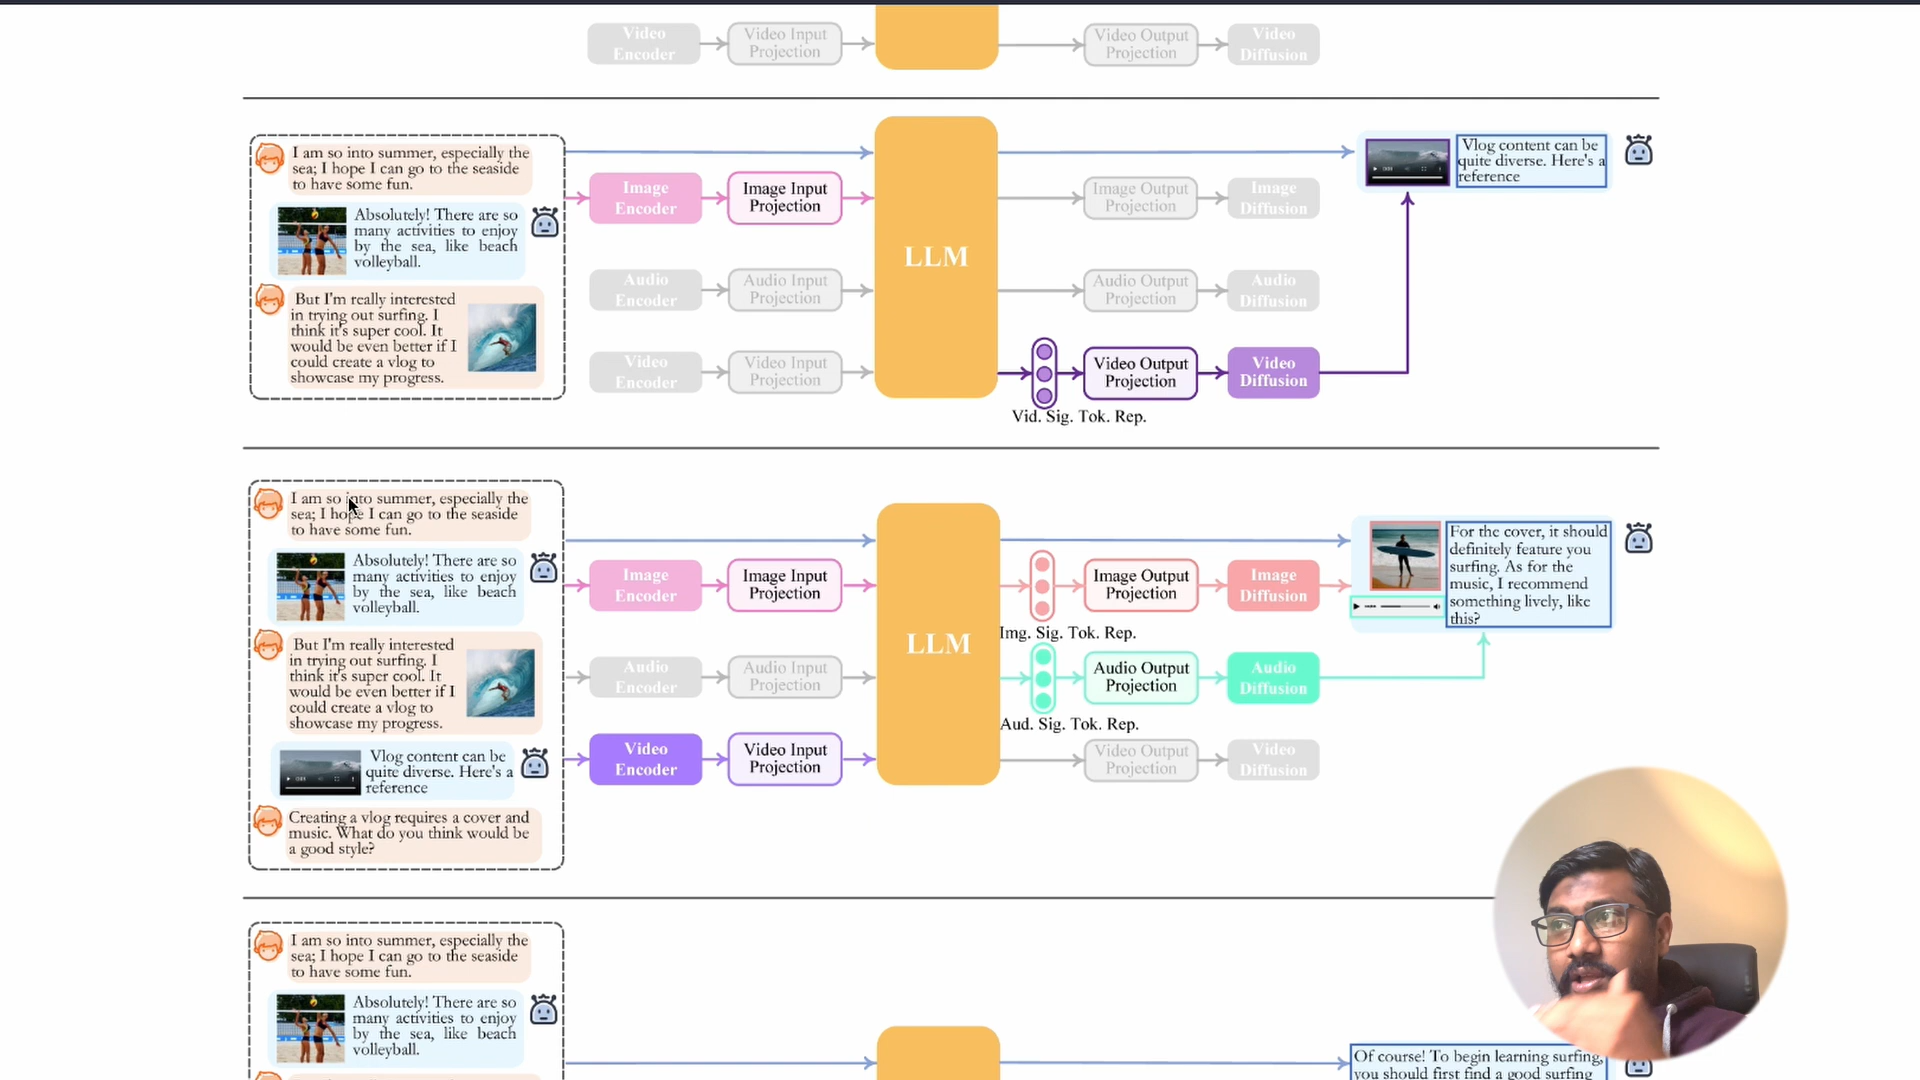 Video
Encoder
Video Input
Projection
Video Output
Projection
Video
Diffusion
I am so into summer, especially the
sea; I hope I can go to the seaside
to have some fun.
Absolutely! There are so
many activities to enjoy
by the sea, like beach
volleyball.
But I'm really interested
in trying out surfing. I
think it's super cool. It
would be even better if I
could create a vlog to
showcase my progress.
Image
Encoder
Image Input
Projection
Audio
Encoder
Audio Input
Projection
Video
Encoder
Video Input
Projection
LLM
Image Output
Projection
Image
Diffusion
Audio Output
Projection
Audio
Diffusion
Video Output
Projection
Video
Diffusion
Vid. Sig. Tok. Rep.
Vlog content can be
quite diverse. Here's a
reference
I am so into summer, especially the
sea; I hope I can go to the seaside
to have some fun.
Absolutely! There are so
many activities to enjoy
by the sea, like beach
volleyball.
But I'm really interested
in trying out surfing. I
think it's super cool. It
would be even better if I
could create a vlog to
showcase my progress.
Vlog content can be
quite diverse. Here's a
reference
Creating a vlog requires a cover and
music. What do you think would be
a good style?
Image
Encoder
Image Input
Projection
Audio
Encoder
Audio Input
Projection
Video
Encoder
Video Input
Projection
LLM
Image Output
Projection
Image
Diffusion
Img. Sig. Tok. Rep.
Audio Output
Projection
Audio
Diffusion
Aud. Sig. Tok. Rep.
Video Output
Projection
Video
Diffusion
For the cover, it should
definitely feature you
surfing. As for the
music, I recommend
something lively, like
this?
I am so into summer, especially the
sea; I hope I can go to the seaside
to have some fun.
Absolutely! There are so
many activities to enjoy
by the sea, like beach
volleyball.
Of course! To begin learning surfing,
you should first find a good surfing